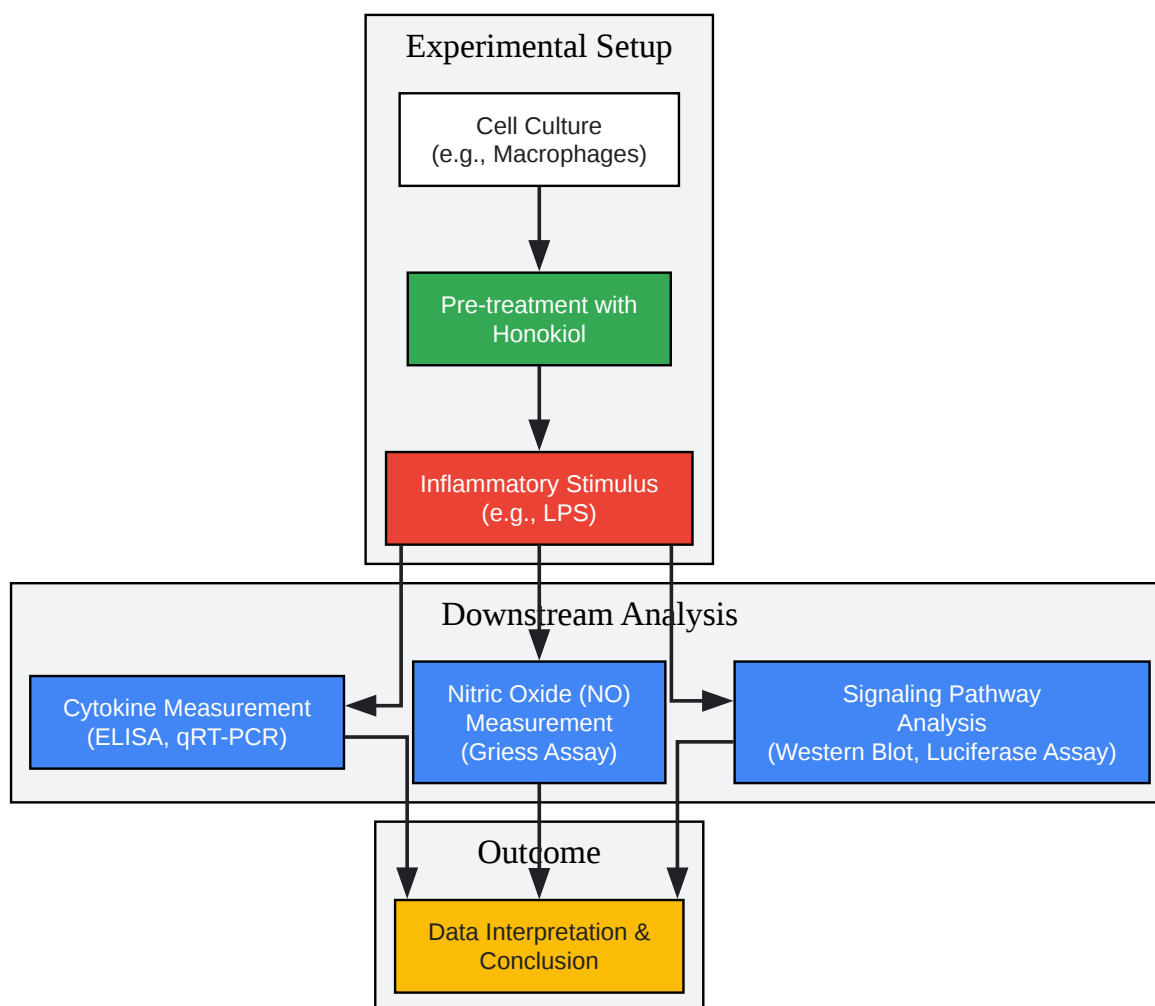 Experimental Setup
Cell Culture
(e.g., Macrophages)
Pre-treatment with
Honokiol
Inflammatory Stimulus
(e.g., LPS)
Downstream Analysis
Cytokine Measurement
(ELISA, qRT-PCR)
Nitric Oxide (NO)
Measurement
(Griess Assay)
Signaling Pathway
Analysis
(Western Blot, Luciferase Assay)
Outcome
Data Interpretation &
Conclusion